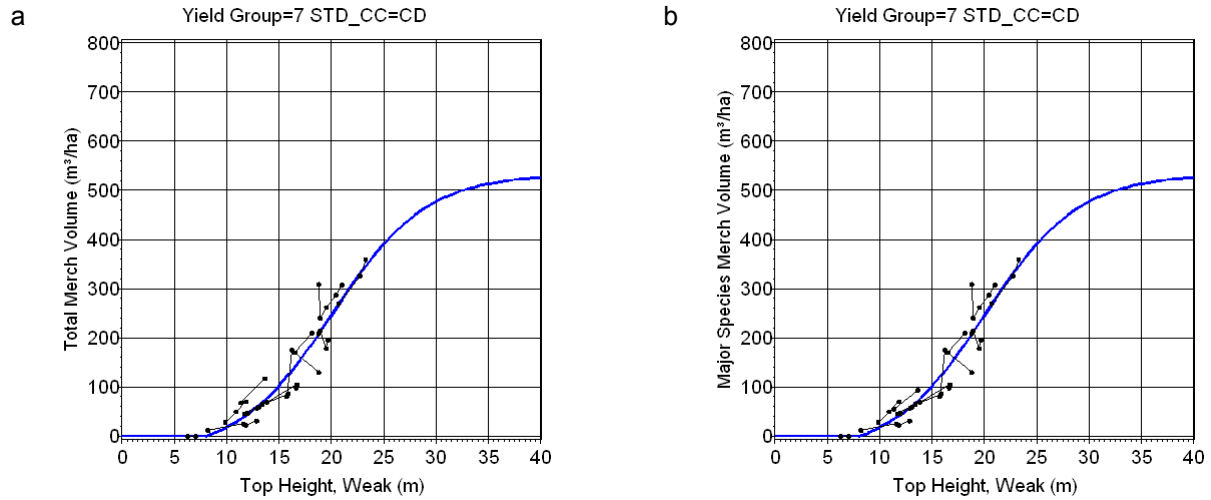 a
Yield Group=7 STD_CC=CD
Total Merch Volume (m³/ha)
800
700
600
500
400
300
200
100
0
0 5 10 15 20 25 30 35 40
Top Height, Weak (m)
b
Yield Group=7 STD_CC=CD
Major Species Merch Volume (m³/ha)
800
700
600
500
400
300
200
100
0
0 5 10 15 20 25 30 35 40
Top Height, Weak (m)